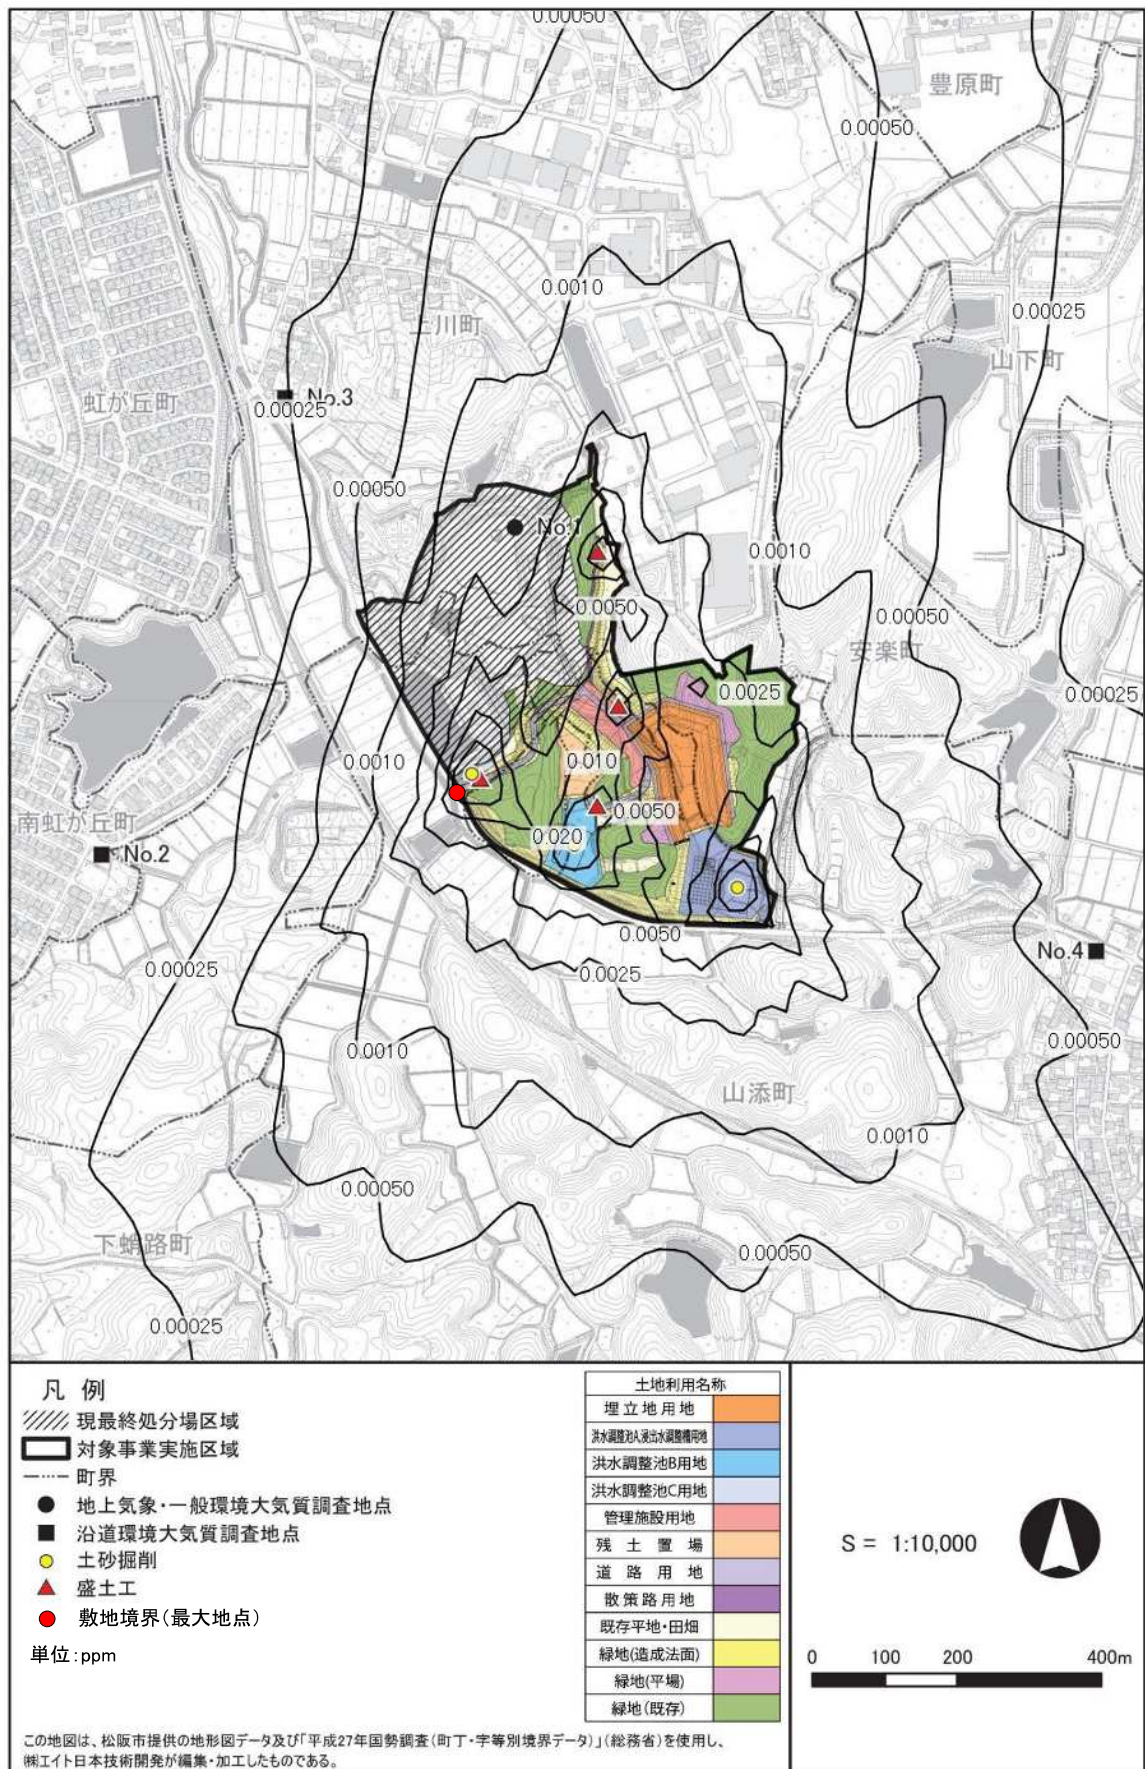 0.00050
豊原町
0.00050
0.0010
0.00025
上川町
山下町
No.3
虹が丘町
0.00025
0.00050
No.1
0.0010
0.0050
0.00050
安楽町
0.0025
0.00025
0.0010
0.010
0.0050
南虹が丘町
0.020
No.2
0.0050
No.4
0.00025
0.0025
0.00050
0.0010
山添町
0.0010
0.00050
下蛸路町
0.00050
0.00025
凡 例
現最終処分場区域
対象事業実施区域
町界
地上気象・一般環境大気質調査地点
沿道環境大気質調査地点
土砂掘削
盛土工
敷地境界(最大地点)
単位:ppm
土地利用名称
埋立地用地
洪水調整池A,浸出水調整槽用地
洪水調整池B用地
洪水調整池C用地
管理施設用地
残土置場
道路用地
散策路用地
既存平地・田畑
緑地(造成法面)
緑地(平場)
緑地(既存)
S = 1:10,000
0 100 200 400m
この地図は、松阪市提供の地形図データ及び「平成27年国勢調査(町丁・字等別境界データ)」(総務省)を使用し、
㈱エイト日本技術開発が編集・加工したものである。